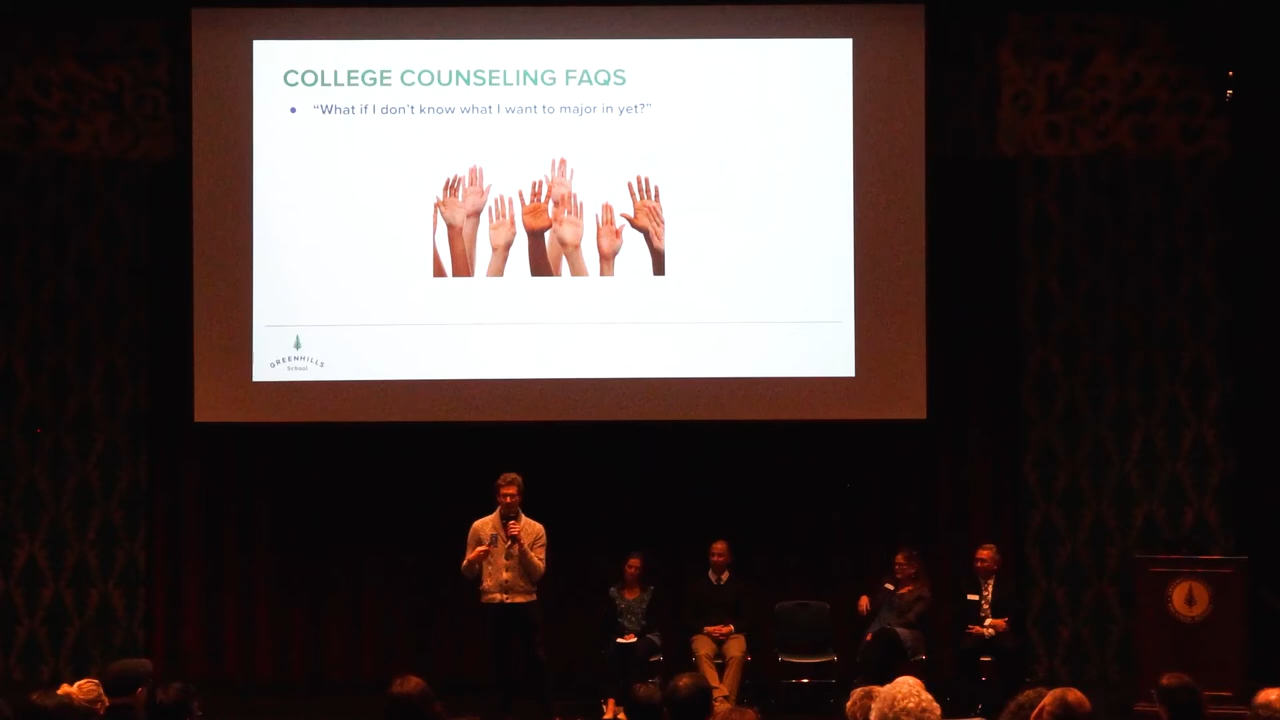 COLLEGE COUNSELING FAQS
“What if I don’t know what I want to major in yet?”
GREENHILLS
School